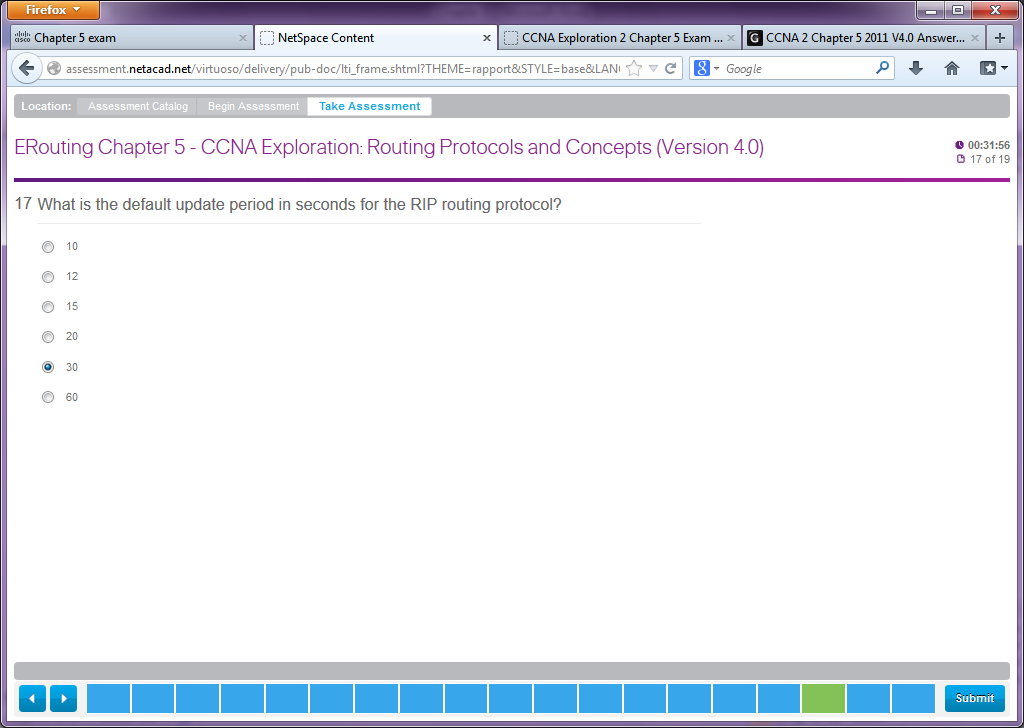 Firefox
Chapter 5 exam
NetSpace Content
CCNA Exploration 2 Chapter 5 Exam ...
CCNA 2 Chapter 5 2011 V4.0 Answer...
assessment.netacad.net/virtuoso/delivery/pub-doc/lti_frame.shtml?THEME=rapport&STYLE=base&LAN
Google
Location:
Assessment Catalog
Begin Assessment
Take Assessment
ERouting Chapter 5 - CCNA Exploration: Routing Protocols and Concepts (Version 4.0)
00:31:56
17 of 19
17 What is the default update period in seconds for the RIP routing protocol?
10
12
15
20
30
60
Submit